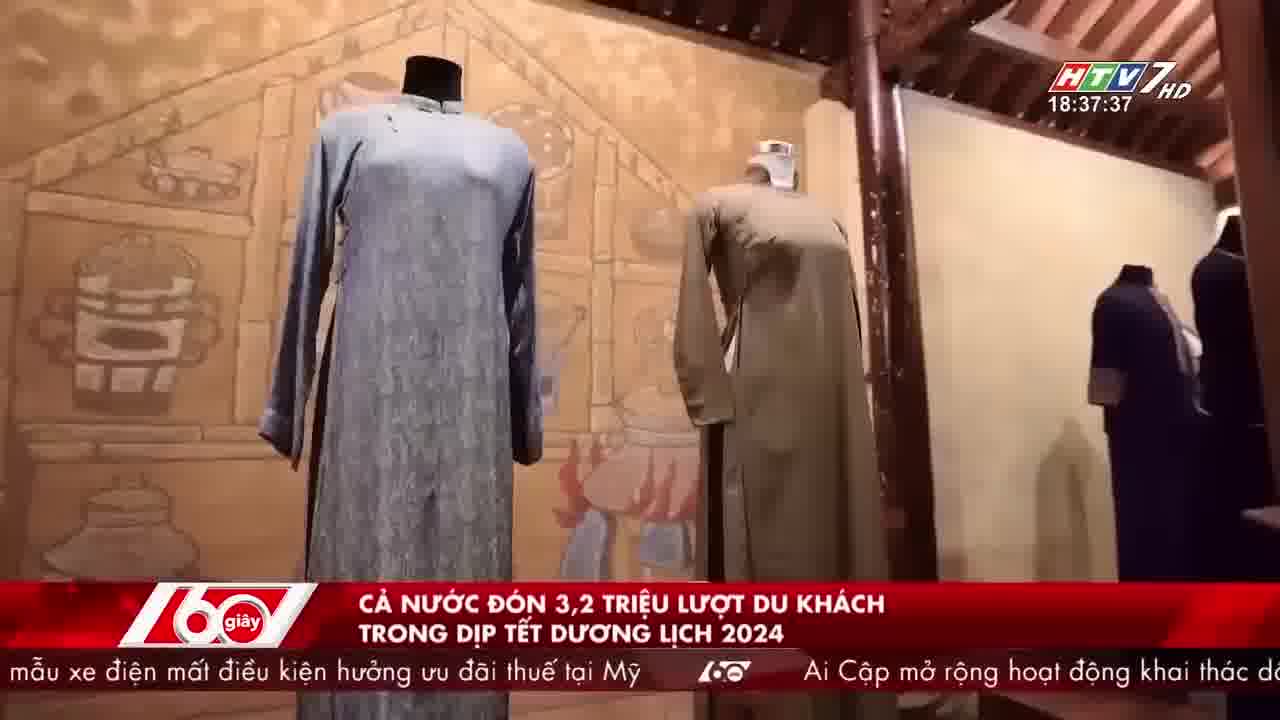 HTV7 HD
18:37:37
60 giây
CẢ NƯỚC ĐÓN 3,2 TRIỆU LƯỢT DU KHÁCH
TRONG DỊP TẾT DƯƠNG LỊCH 2024
mẫu xe điện mất điều kiện hưởng ưu đãi thuế tại Mỹ 60 Ai Cập mở rộng hoạt động khai thác